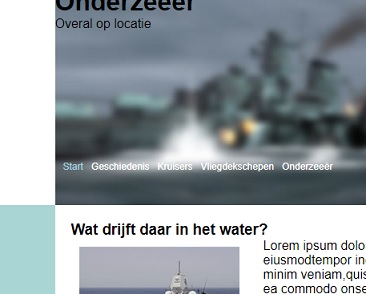 Onderzeeër
Overal op locatie
Start Geschiedenis Kruisers Vliegdekschepen Onderzeeër
Wat drijft daar in het water?
Lorem ipsum dolo
eiusmodtempor in
minim veniam,quis
ea commodo onse